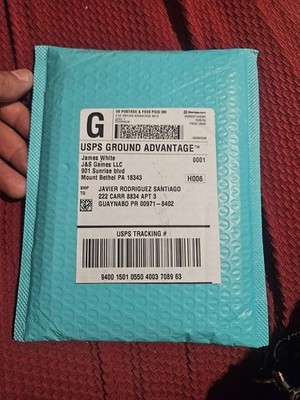 G
US POSTAGE & FEES PAID IMI
USPS GROUND ADVANTAGE™
James White
J&S Games LLC
901 Sunrise blvd
Mount Bethel PA 18343
0001
H006
SHIP
TO:
JAVIER RODRIGUEZ SANTIAGO
222 CARR 8834 APT 3
GUAYNABO PR 00971-8402
USPS TRACKING #
9400 1501 0550 4003 7089 63